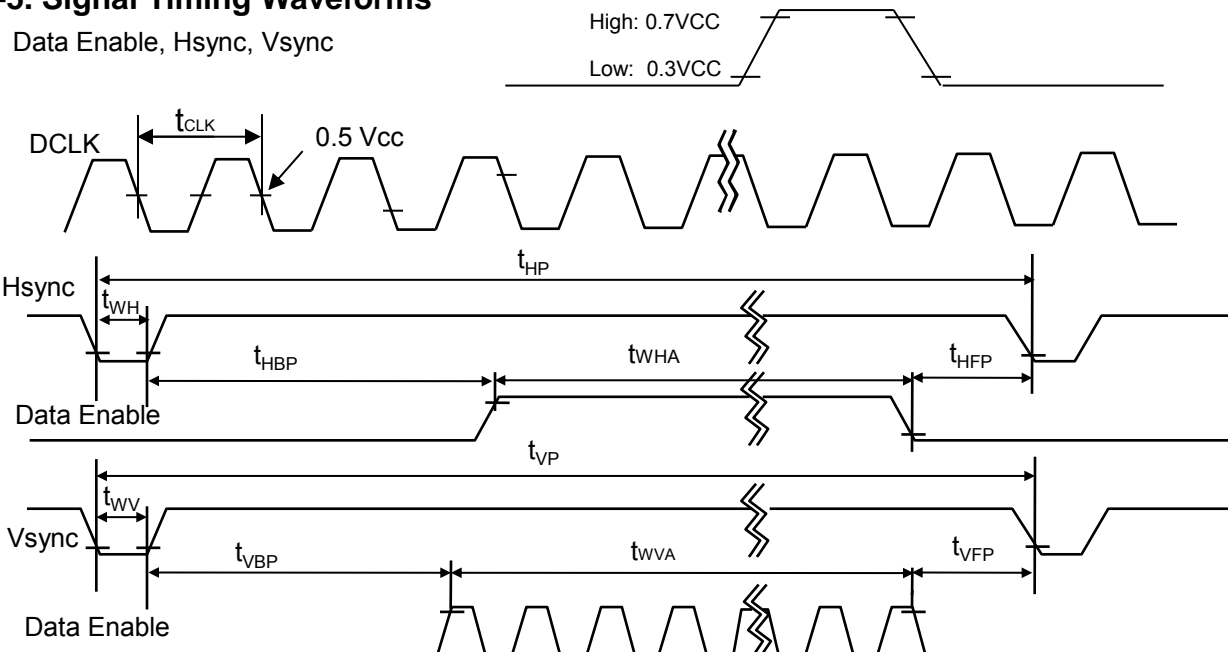 3. Signal Timing Waveforms
Data Enable, Hsync, Vsync
High: 0.7VCC
Low: 0.3VCC
DCLK
tCLK
0.5 Vcc
Hsync
tHP
tWH
tHBP
tWHA
tHFP
Data Enable
tVP
tWV
Vsync
tVBP
tWVA
tVFP
Data Enable